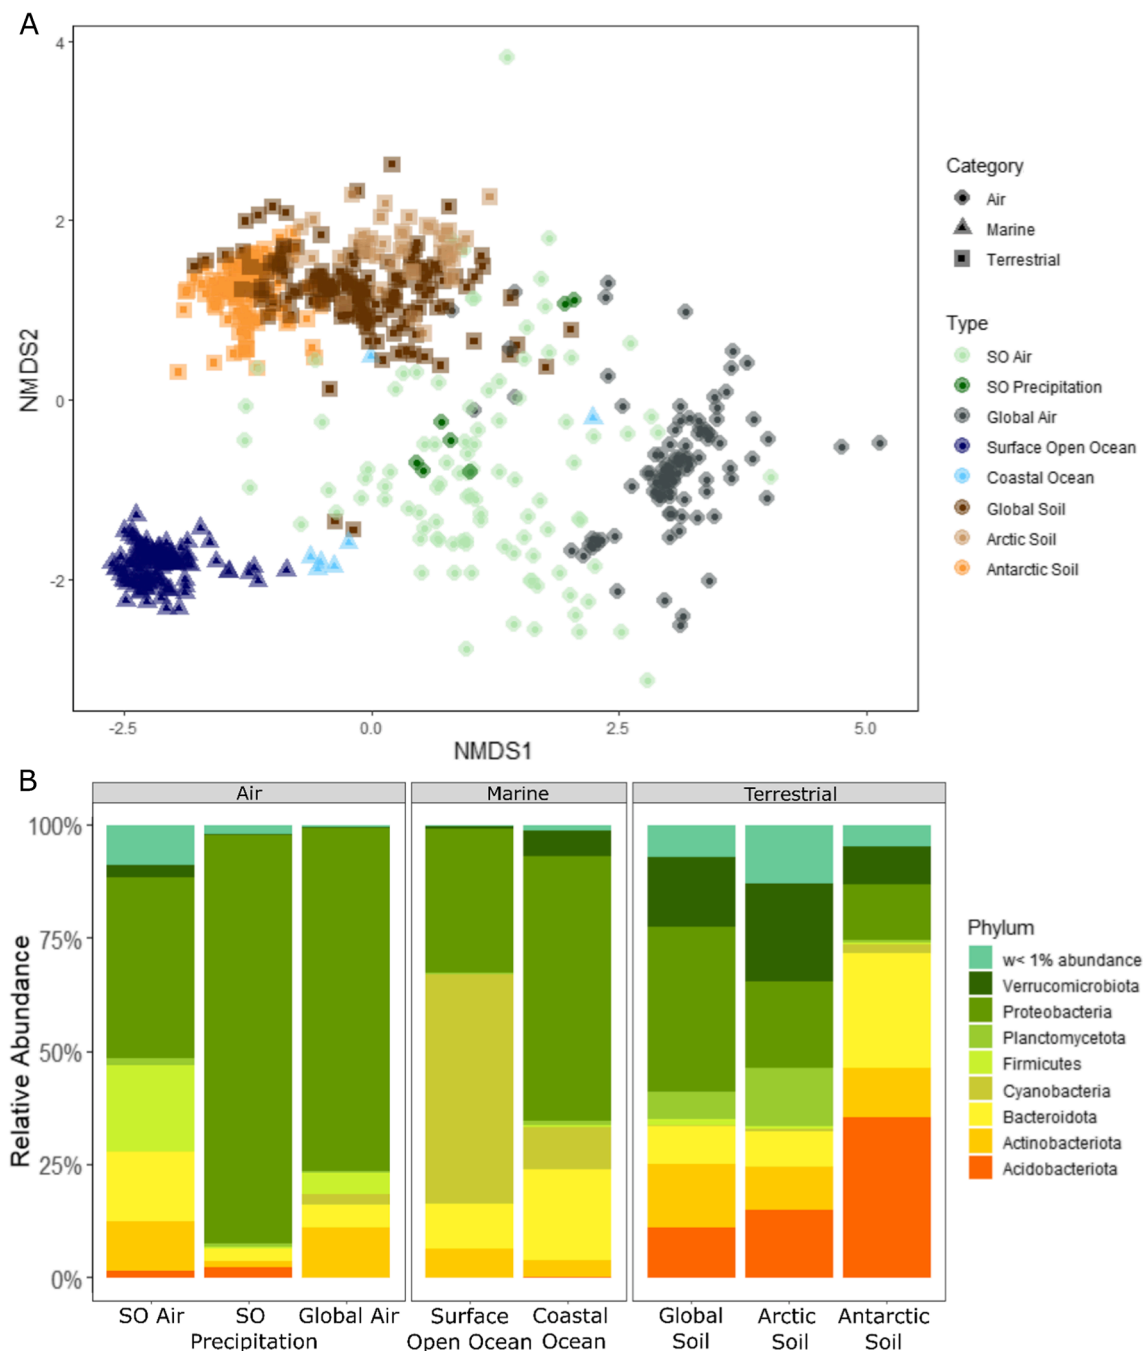 A
4
2
0
-2
NMDS2
-2.5
0.0
2.5
5.0
NMDS1
Category
Air
Marine
Terrestrial
Type
SO Air
SO Precipitation
Global Air
Surface Open Ocean
Coastal Ocean
Global Soil
Arctic Soil
Antarctic Soil
B
Air
Marine
Terrestrial
100%
75%
50%
25%
0%
Relative Abundance
SO Air
SO
Precipitation
Global Air
Surface
Open Ocean
Coastal
Ocean
Global
Soil
Arctic
Soil
Antarctic
Soil
Phylum
w< 1% abundance
Verrucomicrobiota
Proteobacteria
Planctomycetota
Firmicutes
Cyanobacteria
Bacteroidota
Actinobacteriota
Acidobacteriota